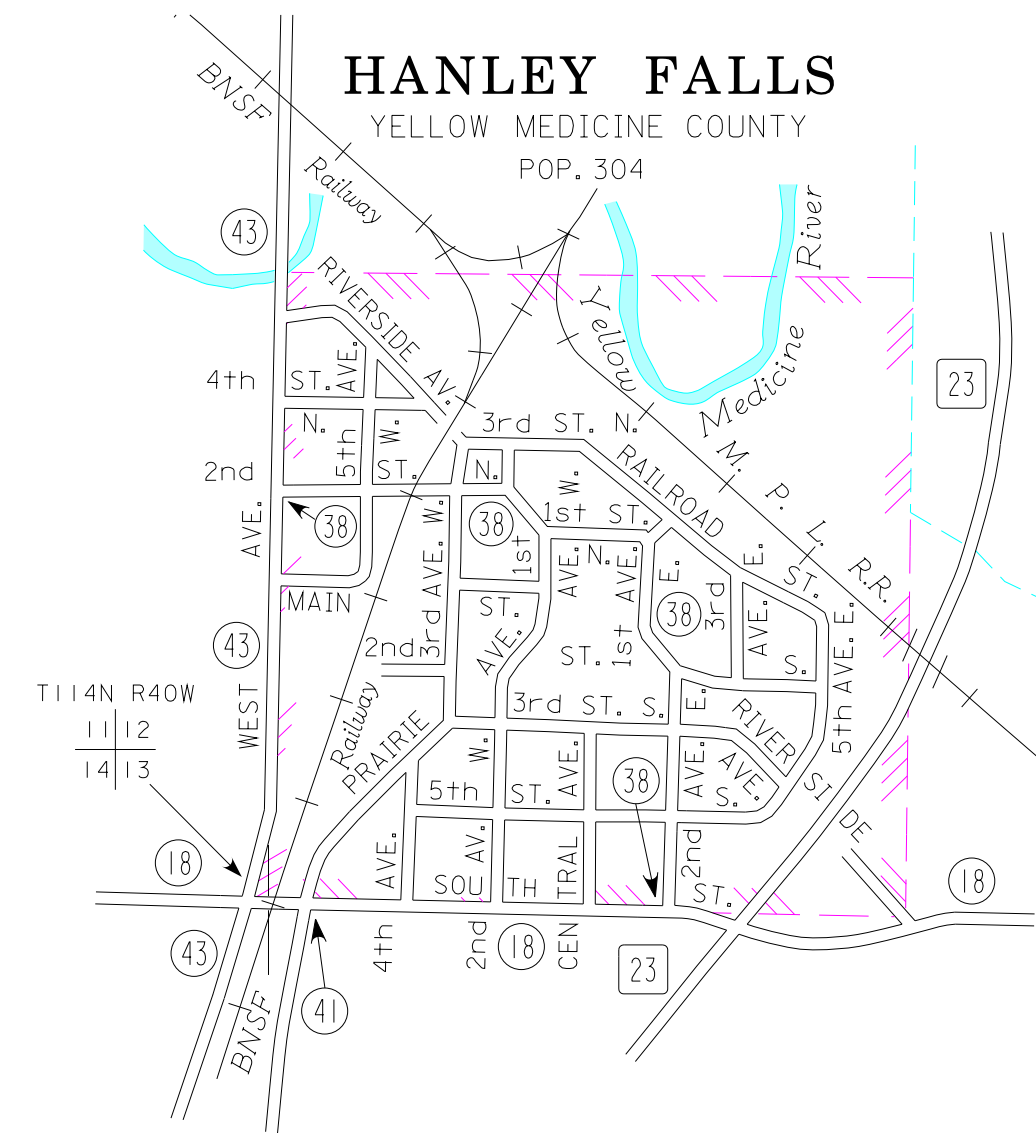 HANLEY FALLS
YELLOW MEDICINE COUNTY
POP. 304
BNSF
Railway
43
RIVERSIDE AV.
Yellow
Medicine
River
23
4th
ST.
N.
5th
AVE.
W.
2nd
ST.
N.
3rd ST. N.
RAILROAD
ST.
M. P. L. R.R.
38
AVE.
WEST
MAIN
ST.
3rd AVE. W.
38
1st
W.
1st ST.
N.
AVE.
AVE.
1st
E.
38
3rd
E.
AVE.
S.
5th AVE. E.
43
2nd
ST.
AVE.
3rd ST. S.
E.
RIVER
SI DE
AVE.
T114N R40W
11 12
14 13
Railway
PRAIRIE
W.
5th
ST.
AVE.
38
AVE.
S.
18
AVE.
AV.
SOU TH
TRAL
2nd
ST.
18
43
4th
2nd
18
CEN
23
41
BNSF